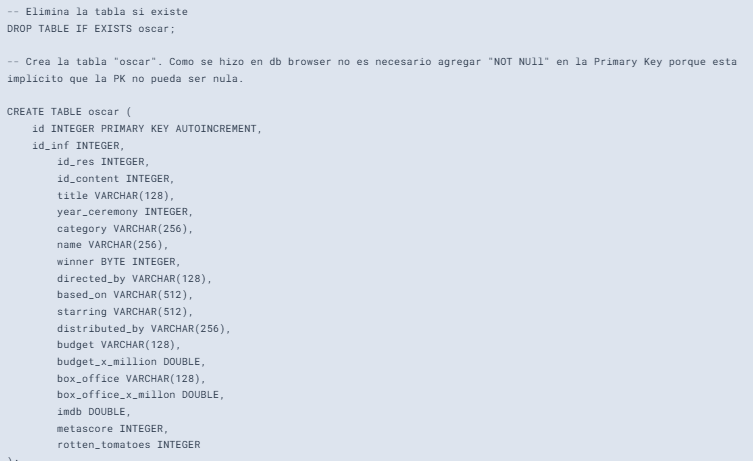 -- Elimina la tabla si existe
DROP TABLE IF EXISTS oscar;
-- Crea la tabla "oscar". Como se hizo en db browser no es necesario agregar "NOT NUll" en la Primary Key porque esta
implícito que la PK no pueda ser nula.
CREATE TABLE oscar (
id INTEGER PRIMARY KEY AUTOINCREMENT,
id_inf INTEGER,
id_res INTEGER,
id_content INTEGER,
title VARCHAR(128),
year_ceremony INTEGER,
category VARCHAR(256),
name VARCHAR(256),
winner BYTE INTEGER,
directed_by VARCHAR(128),
based_on VARCHAR(512),
starring VARCHAR(512),
distributed_by VARCHAR(256),
budget VARCHAR(128),
budget_x_million DOUBLE,
box_office VARCHAR(128),
box_office_x_millon DOUBLE,
imdb DOUBLE,
metascore INTEGER,
rotten_tomatoes INTEGER
);